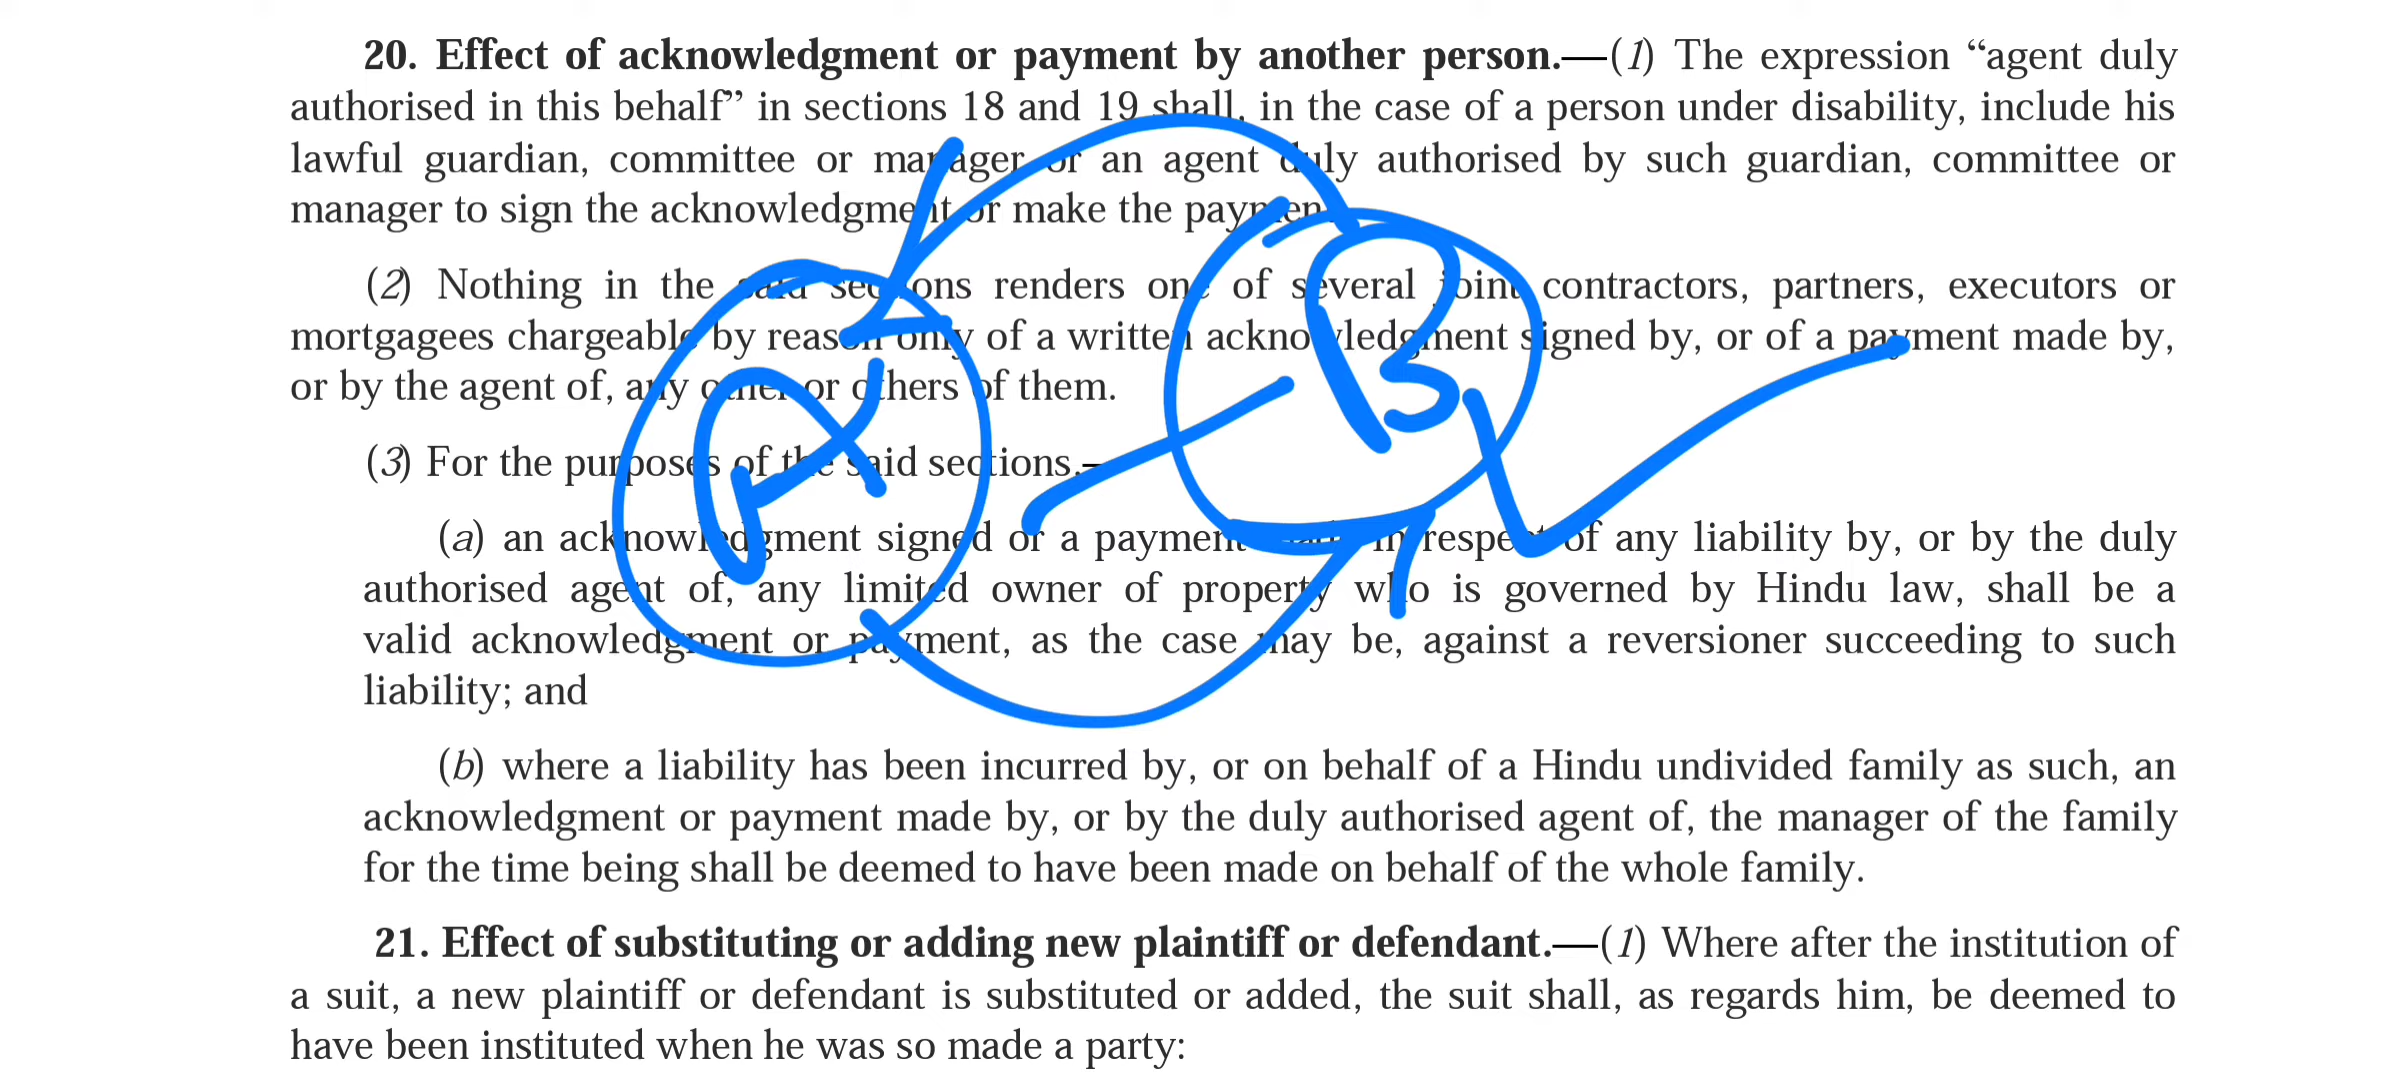 20. Effect of acknowledgment or payment by another person.—(1) The expression “agent duly
authorised in this behalf” in sections 18 and 19 shall, in the case of a person under disability, include his
lawful guardian, committee or manager or an agent duly authorised by such guardian, committee or
manager to sign the acknowledgment or make the payment
(2) Nothing in the said sections renders one of several joint contractors, partners, executors or
mortgagees chargeable by reason only of a written acknowledgment signed by, or of a payment made by,
or by the agent of, any other or others of them.
(3) For the purposes of the said sections,—
(a) an acknowledgment signed or a payment made in respect of any liability by, or by the duly
authorised agent of, any limited owner of property who is governed by Hindu law, shall be a
valid acknowledgment or payment, as the case may be, against a reversioner succeeding to such
liability; and
(b) where a liability has been incurred by, or on behalf of a Hindu undivided family as such, an
acknowledgment or payment made by, or by the duly authorised agent of, the manager of the family
for the time being shall be deemed to have been made on behalf of the whole family.
21. Effect of substituting or adding new plaintiff or defendant.—(1) Where after the institution of
a suit, a new plaintiff or defendant is substituted or added, the suit shall, as regards him, be deemed to
have been instituted when he was so made a party:
B